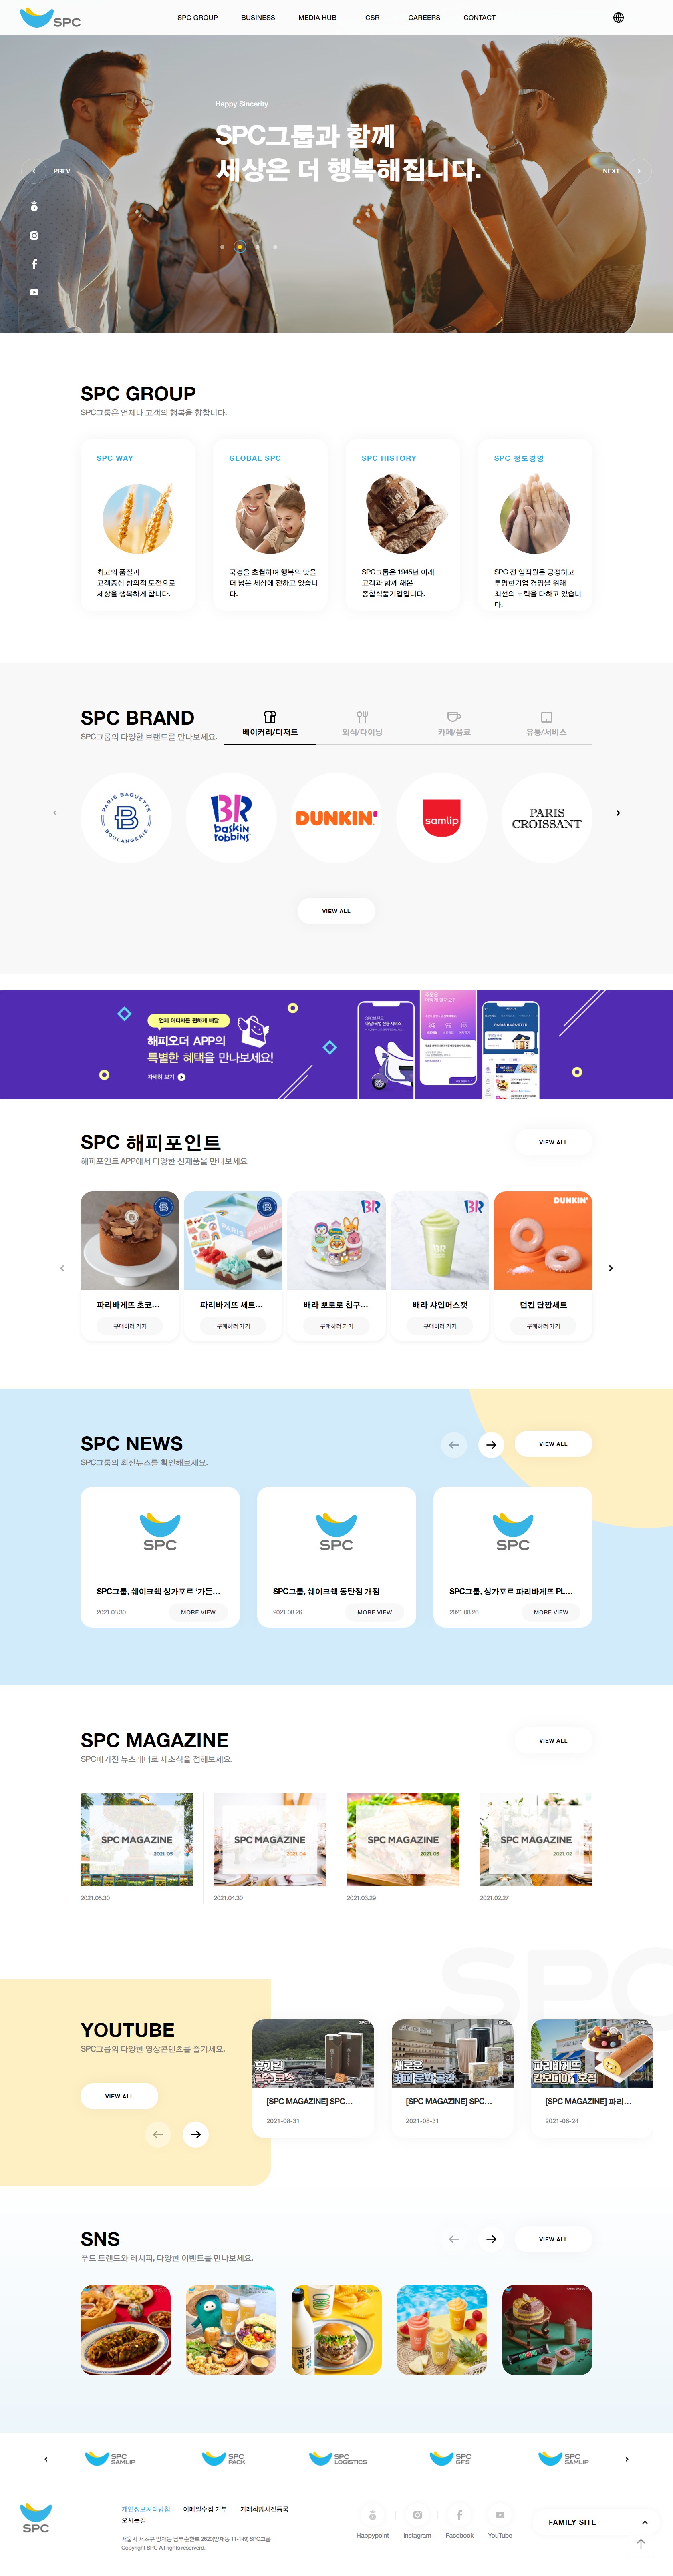 SPC
SPC GROUP
BUSINESS
MEDIA HUB
CSR
CAREERS
CONTACT
Happy Sincerity
SPC그룹과 함께
세상은 더 행복해집니다.
PREV
NEXT
SPC GROUP
SPC그룹은 언제나 고객의 행복을 향합니다.
SPC WAY
최고의 품질과
고객중심 창의적 도전으로
세상을 행복하게 합니다.
GLOBAL SPC
국경을 초월하여 행복의 맛을
더 넓은 세상에 전하고 있습니
다.
SPC HISTORY
SPC그룹은 1945년 이래
고객과 함께 해온
종합식품기업입니다.
SPC 정도경영
SPC 전 임직원은 공정하고
투명한기업 경영을 위해
최선의 노력을 다하고 있습니
다.
SPC BRAND
SPC그룹의 다양한 브랜드를 만나보세요.
베이커리/디저트
외식/다이닝
카페/음료
유통/서비스
PARIS BAGUETTE
BOULANGERIE
BR
baskin
robbins
DUNKIN'
samlip
PARIS
CROISSANT
VIEW ALL
언제 어디서든 편하게 배달
해피오더 APP의
특별한 혜택을 만나보세요!
자세히 보기
PARIS BAGUETTE
SPC 해피포인트
해피포인트 APP에서 다양한 신제품을 만나보세요
VIEW ALL
BR
BR
DUNKIN'
파리바게뜨 초코...
구매하러 가기
파리바게뜨 세트...
구매하러 가기
배라 뽀로로 친구...
구매하러 가기
배라 샤인머스캣
구매하러 가기
던킨 단짠세트
구매하러 가기
SPC NEWS
SPC그룹의 최신뉴스를 확인해보세요.
VIEW ALL
SPC
SPC그룹, 쉐이크쉑 싱가포르 '가든...
2021.08.30
MORE VIEW
SPC
SPC그룹, 쉐이크쉑 동탄점 개점
2021.08.26
MORE VIEW
SPC
SPC그룹, 싱가포르 파리바게뜨 PL...
2021.08.26
MORE VIEW
SPC MAGAZINE
SPC매거진 뉴스레터로 새소식을 접해보세요.
VIEW ALL
SPC MAGAZINE
2021. 05
2021.05.30
SPC MAGAZINE
2021. 04
2021.04.30
SPC MAGAZINE
2021. 03
2021.03.29
SPC MAGAZINE
2021. 02
2021.02.27
SPC
YOUTUBE
SPC그룹의 다양한 영상콘텐츠를 즐기세요.
VIEW ALL
휴가길
필수코스
[SPC MAGAZINE] SPC...
2021-08-31
새로운
커피문화공간
[SPC MAGAZINE] SPC...
2021-08-31
파리바게뜨
캄보디아 1호점
[SPC MAGAZINE] 파리...
2021-06-24
SNS
푸드 트렌드와 레시피, 다양한 이벤트를 만나보세요.
VIEW ALL
SPC
SAMLIP
SPC
PACK
SPC
LOGISTICS
SPC
GFS
SPC
SAMLIP
SPC
개인정보처리방침
이메일수집 거부
거래희망사전등록
오시는길
서울시 서초구 양재동 남부순환로 2620(양재동 11-149) SPC그룹
Copyright SPC All rights reserverd.
Happypoint
Instagram
Facebook
YouTube
FAMILY SITE